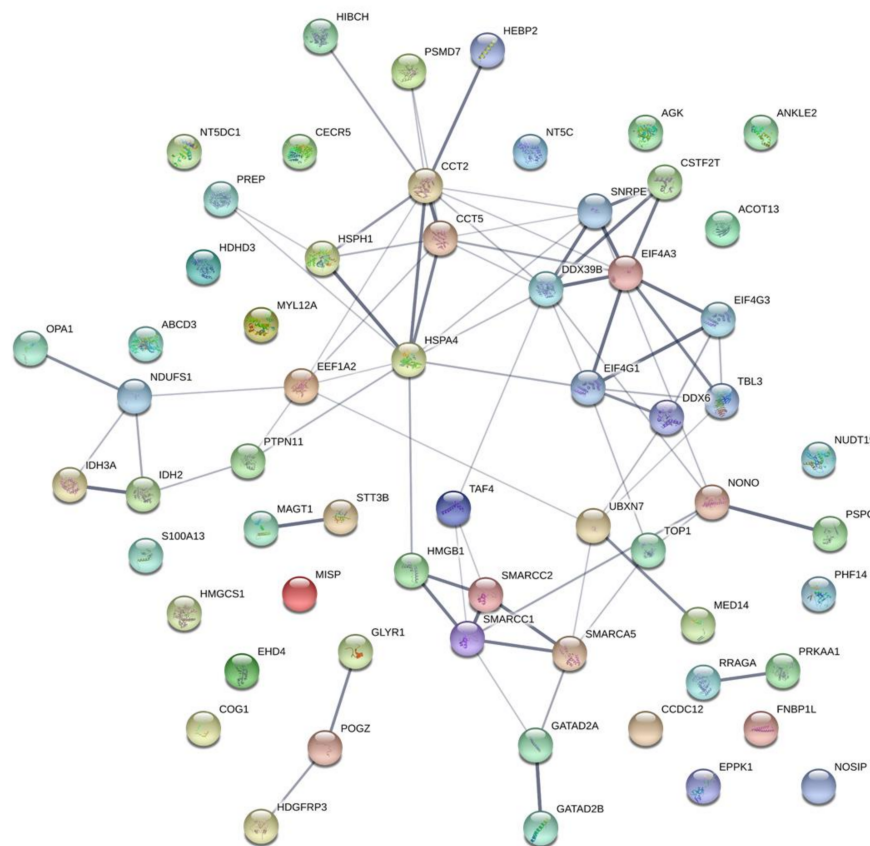 HIBCH
HEBP2
PSMD7
AGK
ANKLE2
NT5DC1
CECR5
NT5C
CSTF2T
CCT2
PREP
SNRPE
ACOT13
CCT5
HSPH1
EIF4A3
HDHD3
DDX39B
EIF4G3
MYL12A
OPA1
ABCD3
HSPA4
EEF1A2
NDUFS1
EIF4G1
TBL3
DDX6
PTPN11
NUDT19
IDH3A
IDH2
NONO
TAF4
STT3B
MAGT1
UBXN7
PSPC
TOP1
S100A13
HMGB1
MISP
SMARCC2
PHF14
HMGCS1
MED14
SMARCC1
GLYR1
SMARCA5
EHD4
PRKAA1
RRAGA
COG1
CCDC12
FNBP1L
POGZ
GATAD2A
EPPK1
NOSIP
HDGFRP3
GATAD2B